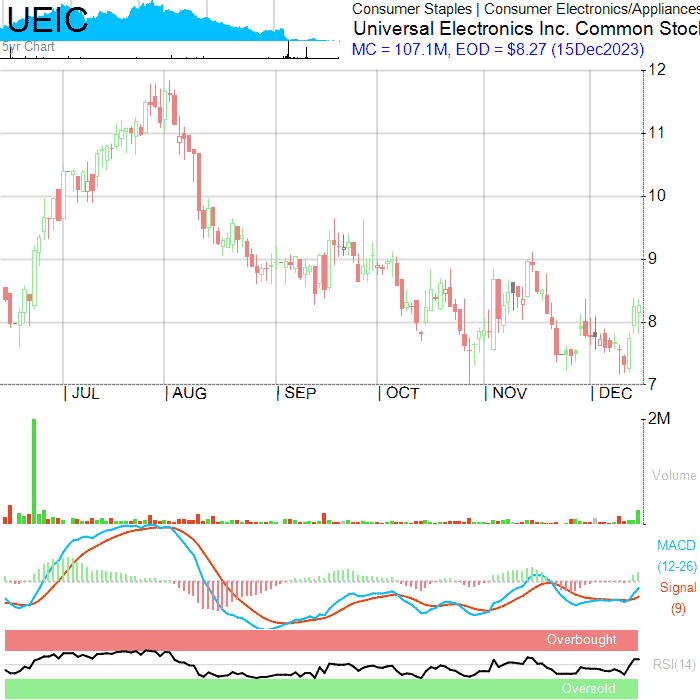 UEIC
5yr Chart
Consumer Staples | Consumer Electronics/Appliances
Universal Electronics Inc. Common Stoc
MC = 107.1M, EOD = $8.27 (15Dec2023)
12
11
10
9
8
7
| JUL | AUG | SEP | OCT | NOV | DEC
2M
Volume
MACD
(12-26)
Signal
(9)
Overbought
RSI(14)
Oversold